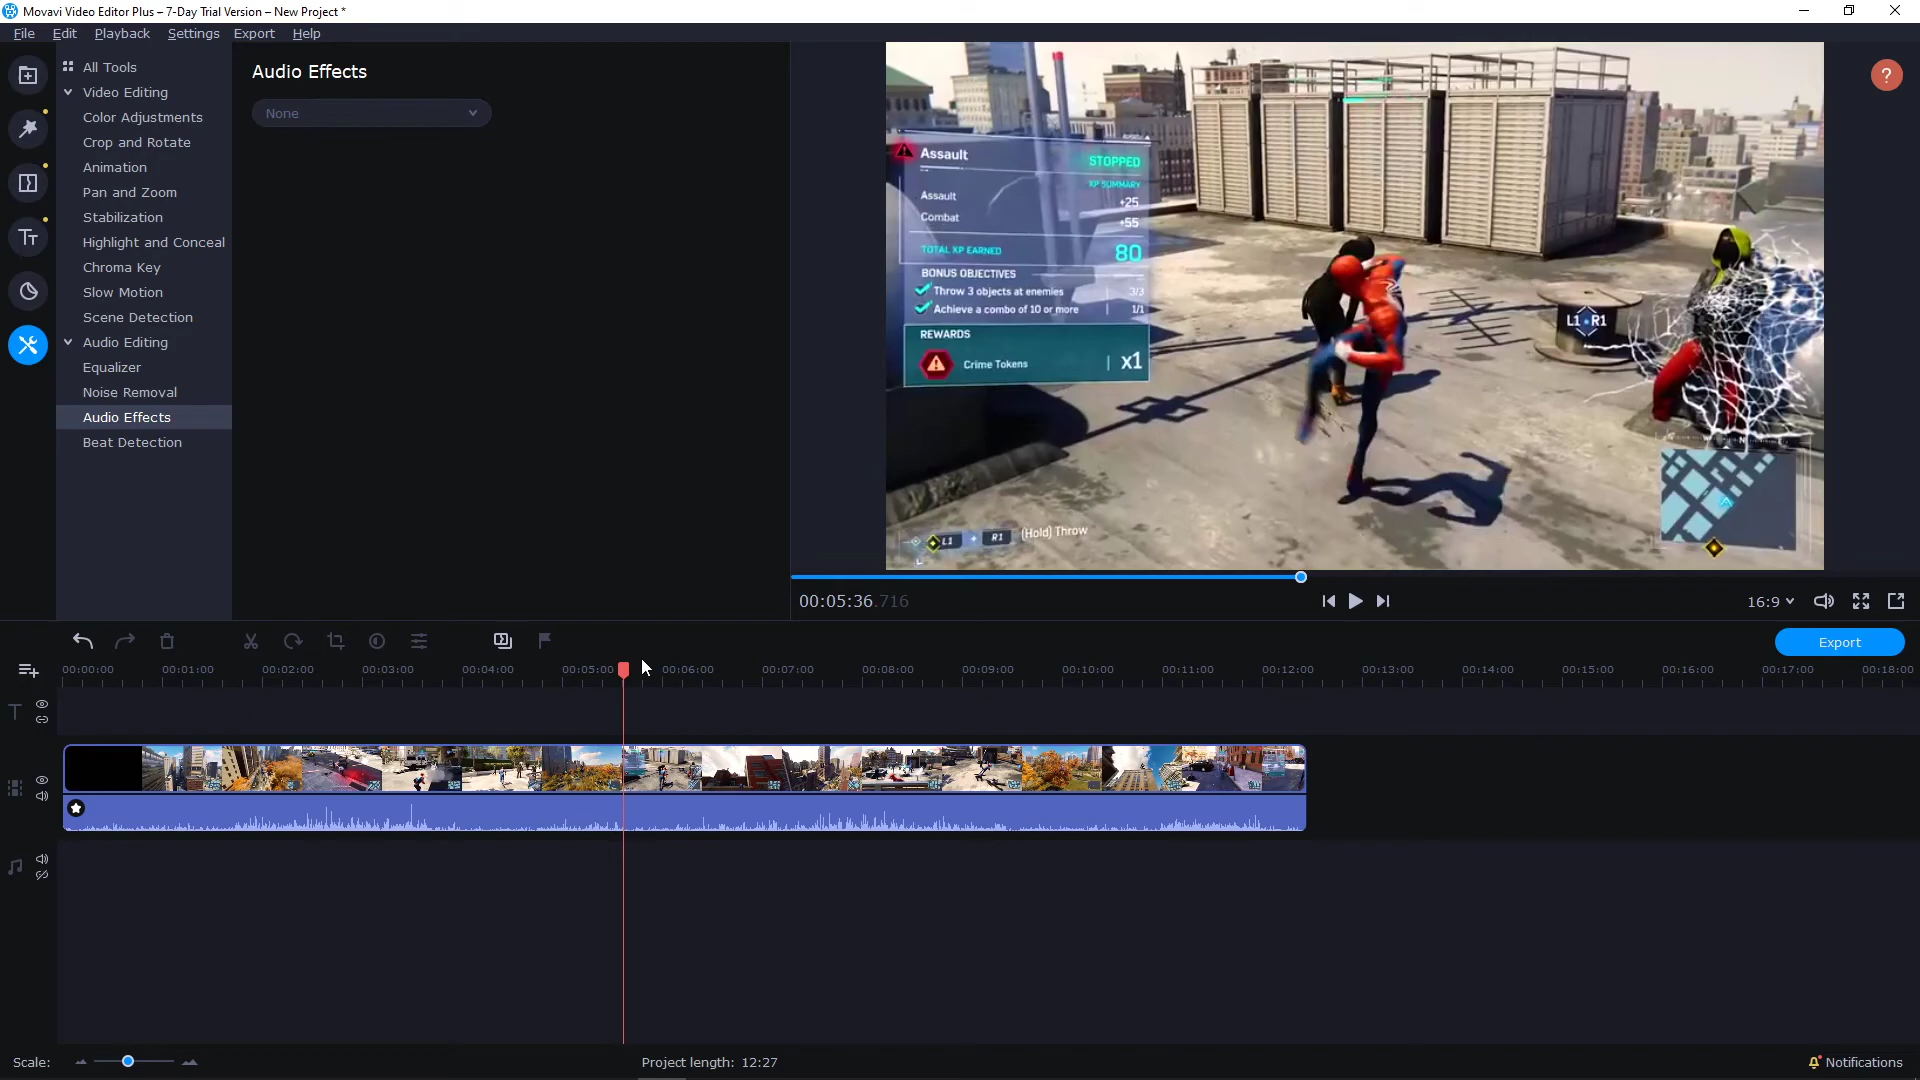 Movavi Video Editor Plus – 7-Day Trial Version – New Project *
File Edit Playback Settings Export Help
All Tools
Video Editing
Color Adjustments
Crop and Rotate
Animation
Pan and Zoom
Stabilization
Highlight and Conceal
Chroma Key
Slow Motion
Scene Detection
Audio Editing
Equalizer
Noise Removal
Audio Effects
Beat Detection
Audio Effects
None
Assault
STOPPED
XP SUMMARY
Assault +25
Combat +55
TOTAL XP EARNED 80
BONUS OBJECTIVES
Throw 3 objects at enemies | 3/3
Achieve a combo of 10 or more | 1/1
REWARDS
Crime Tokens | x1
L1 R1
L1 + R1 (Hold) Throw
?
00:05:36.716
16:9
Export
00:00:00 00:01:00 00:02:00 00:03:00 00:04:00 00:05:00 00:06:00 00:07:00 00:08:00 00:09:00 00:10:00 00:11:00 00:12:00 00:13:00 00:14:00 00:15:00 00:16:00 00:17:00 00:18:00
Scale:
Project length: 12:27
Notifications